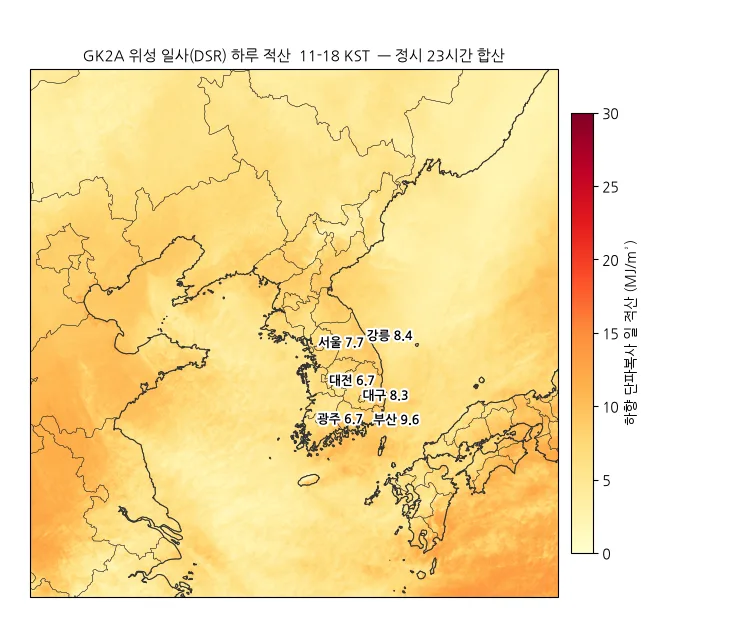 GK2A 위성 일사(DSR) 하루 적산  11-18 KST  — 정시 23시간 합산
30
25
20
15
10
5
0
하향 단파복사 일 적산 (MJ/m²)
서울 7.7
강릉 8.4
대전 6.7
대구 8.3
광주 6.7
부산 9.6